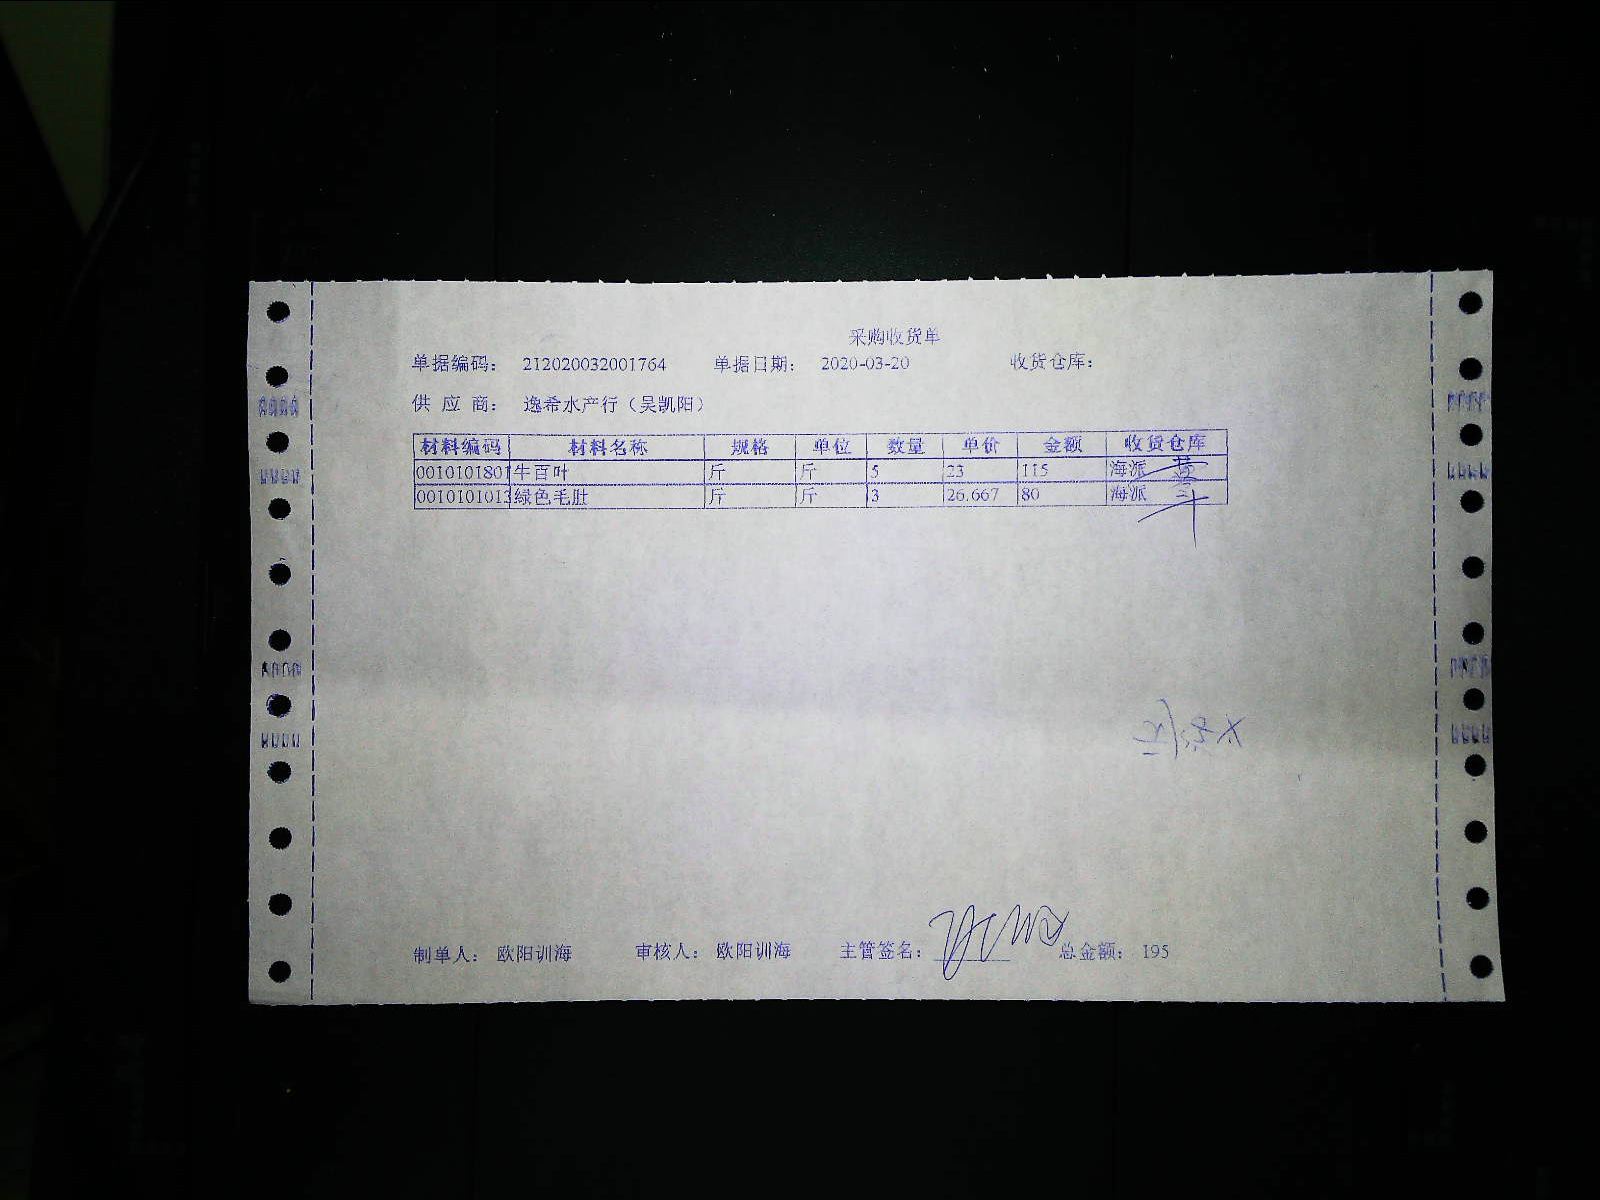 采购收货单
单据编码： 212020032001764 单据日期： 2020-03-20 收货仓库：
供 应 商： 逸希水产行（吴凯阳）
材料编码 材料名称 规格 单位 数量 单价 金额 收货仓库
0010101801 牛百叶 斤 斤 5 23 115 海派
0010101013 绿色毛肚 斤 斤 3 26.667 80 海派
制单人： 欧阳训海 审核人： 欧阳训海 主管签名： 总金额： 195